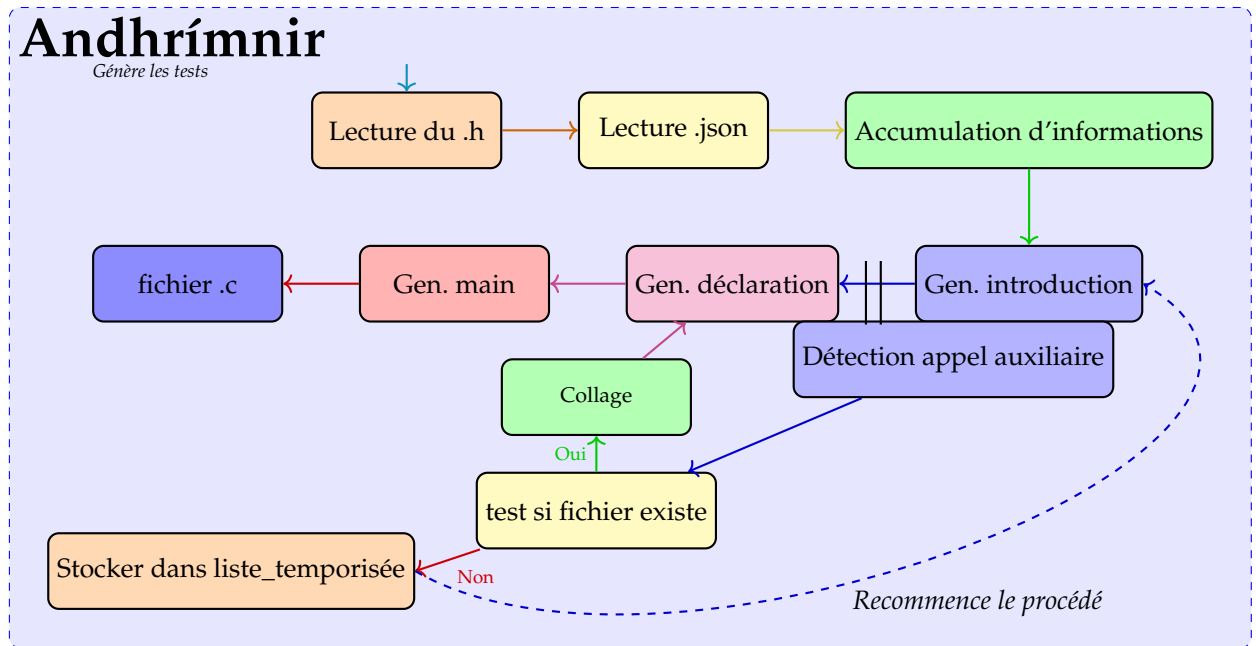 Andhrímnir
Génère les tests
Lecture du .h
Lecture .json
Accumulation d'informations
fichier .c
Gen. main
Gen. déclaration
Gen. introduction
Détection appel auxiliaire
Collage
Oui
test si fichier existe
Stocker dans liste_temporisée
Non
Recommence le procédé